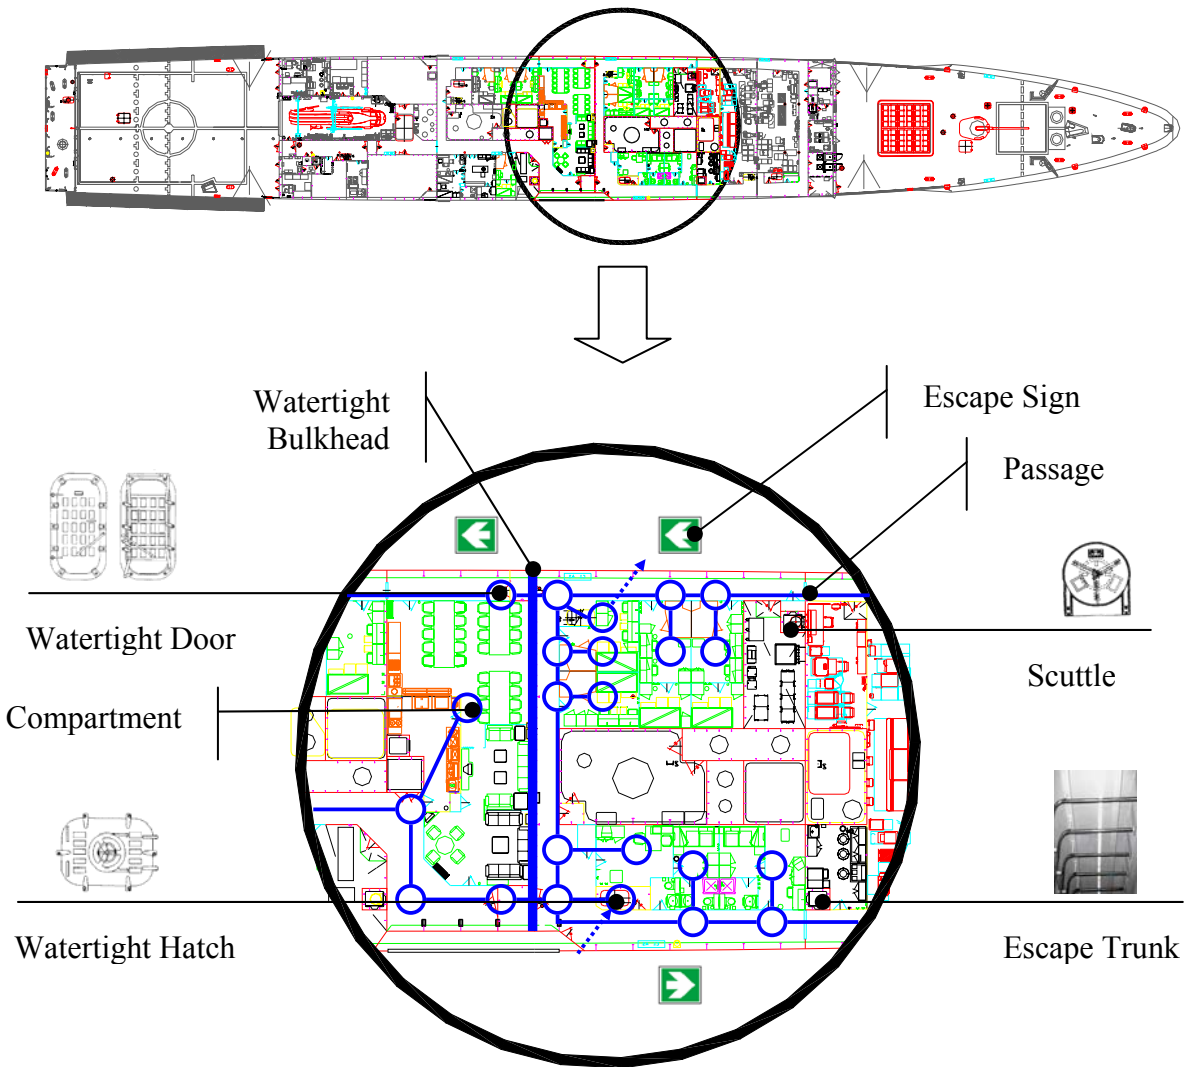 Watertight
Bulkhead
Escape Sign
Passage
Watertight Door
Scuttle
Compartment
Watertight Hatch
Escape Trunk